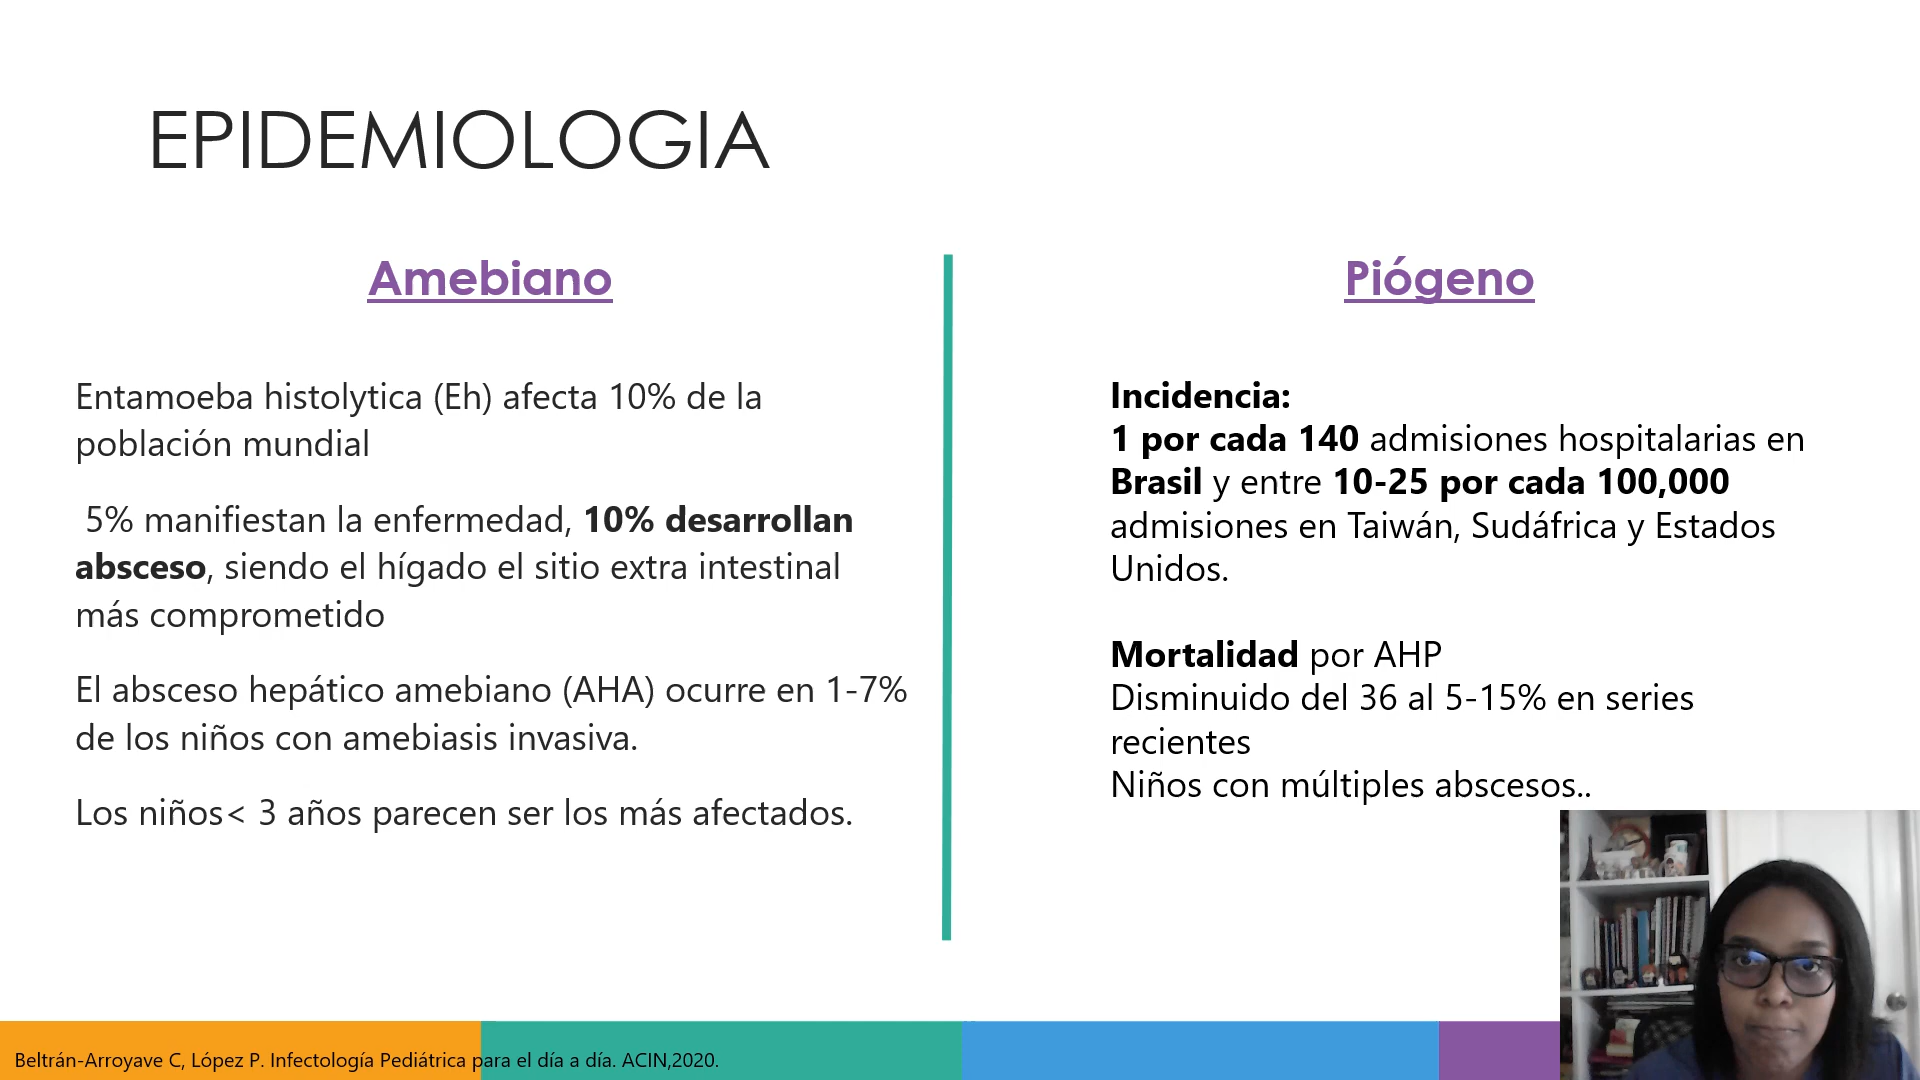 EPIDEMIOLOGIA
Amebiano
Entamoeba histolytica (Eh) afecta 10% de la
población mundial
5% manifiestan la enfermedad, 10% desarrollan
absceso, siendo el hígado el sitio extra intestinal
más comprometido
El absceso hepático amebiano (AHA) ocurre en 1-7%
de los niños con amebiasis invasiva.
Los niños< 3 años parecen ser los más afectados.
Piógeno
Incidencia:
1 por cada 140 admisiones hospitalarias en
Brasil y entre 10-25 por cada 100,000
admisiones en Taiwán, Sudáfrica y Estados
Unidos.
Mortalidad por AHP
Disminuido del 36 al 5-15% en series
recientes
Niños con múltiples abscesos..
Beltrán-Arroyave C, López P. Infectología Pediátrica para el día a día. ACIN,2020.